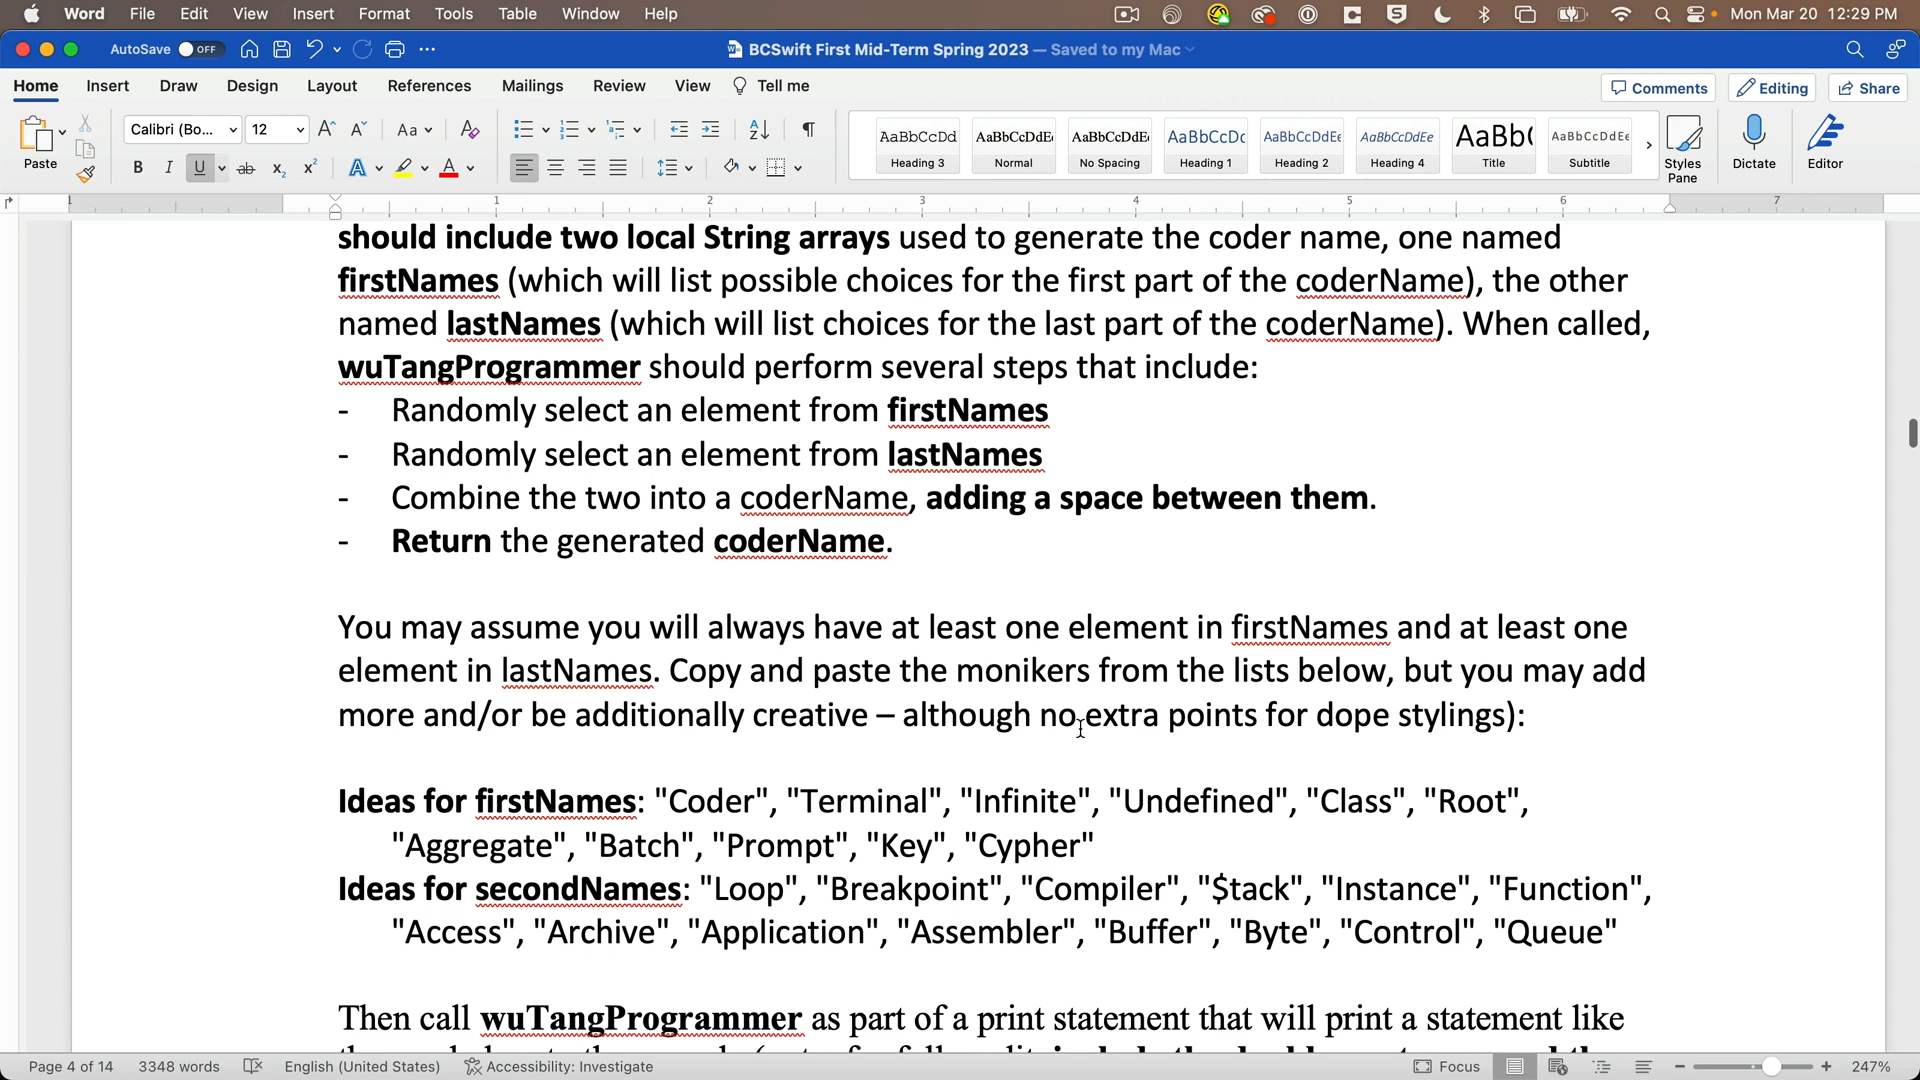 Word File Edit View Insert Format Tools Table Window Help Mon Mar 20 12:29 PM
AutoSave OFF BCSwift First Mid-Term Spring 2023 — Saved to my Mac
Home Insert Draw Design Layout References Mailings Review View Tell me Comments Editing Share
Paste Calibri (Bo... 12 Aa
AaBbCcDd AaBbCcDdEe AaBbCcDdEe AaBbCcDc AaBbCcDdEe AaBbCcDdEe AaBb( AaBbCcDdEe
Heading 3 Normal No Spacing Heading 1 Heading 2 Heading 4 Title Subtitle Styles Pane Dictate Editor
1 1 2 3 4 5 6 7
should include two local String arrays used to generate the coder name, one named
firstNames (which will list possible choices for the first part of the coderName), the other
named lastNames (which will list choices for the last part of the coderName). When called,
wuTangProgrammer should perform several steps that include:
- Randomly select an element from firstNames
- Randomly select an element from lastNames
- Combine the two into a coderName, adding a space between them.
- Return the generated coderName.
You may assume you will always have at least one element in firstNames and at least one
element in lastNames. Copy and paste the monikers from the lists below, but you may add
more and/or be additionally creative – although no extra points for dope stylings):
Ideas for firstNames: "Coder", "Terminal", "Infinite", "Undefined", "Class", "Root",
"Aggregate", "Batch", "Prompt", "Key", "Cypher"
Ideas for secondNames: "Loop", "Breakpoint", "Compiler", "$tack", "Instance", "Function",
"Access", "Archive", "Application", "Assembler", "Buffer", "Byte", "Control", "Queue"
Then call wuTangProgrammer as part of a print statement that will print a statement like
Page 4 of 14 3348 words English (United States) Accessibility: Investigate Focus 247%